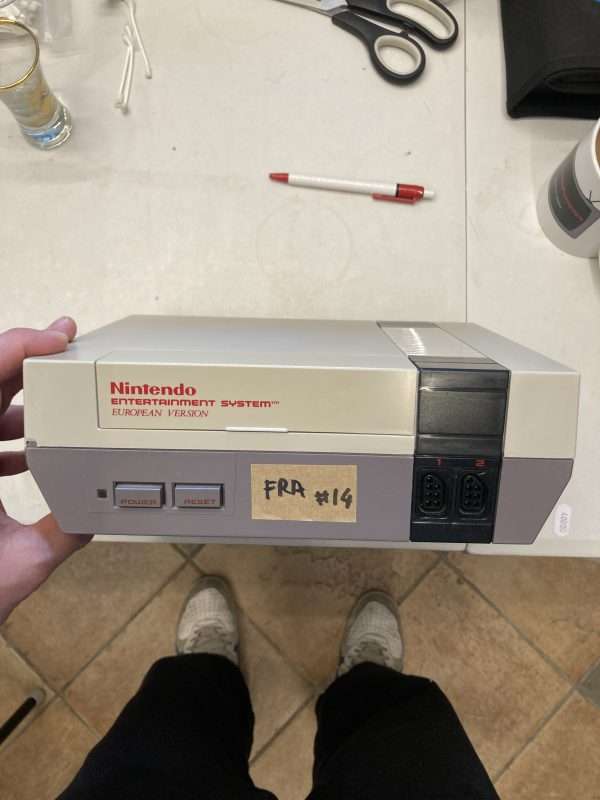 Nintendo
ENTERTAINMENT SYSTEM™
EUROPEAN VERSION
1 2
POWER RESET
FRA #14